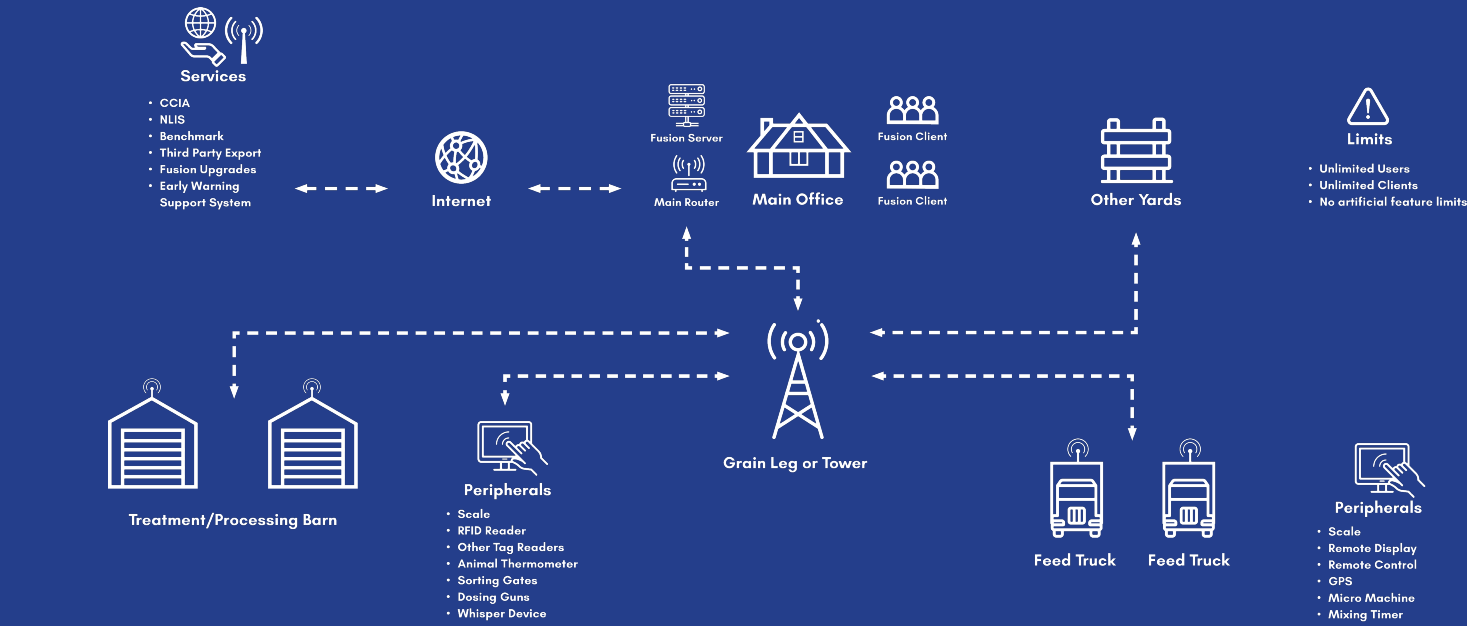 Services
• CCIA
• NLIS
• Benchmark
• Third Party Export
• Fusion Upgrades
• Early Warning
Support System
Internet
Fusion Server
Main Router
Main Office
Fusion Client
Fusion Client
Other Yards
Limits
• Unlimited Users
• Unlimited Clients
• No artificial feature limits
Treatment/Processing Barn
Peripherals
• Scale
• RFID Reader
• Other Tag Readers
• Animal Thermometer
• Sorting Gates
• Dosing Guns
• Whisper Device
Grain Leg or Tower
Feed Truck
Feed Truck
Peripherals
• Scale
• Remote Display
• Remote Control
• GPS
• Micro Machine
• Mixing Timer